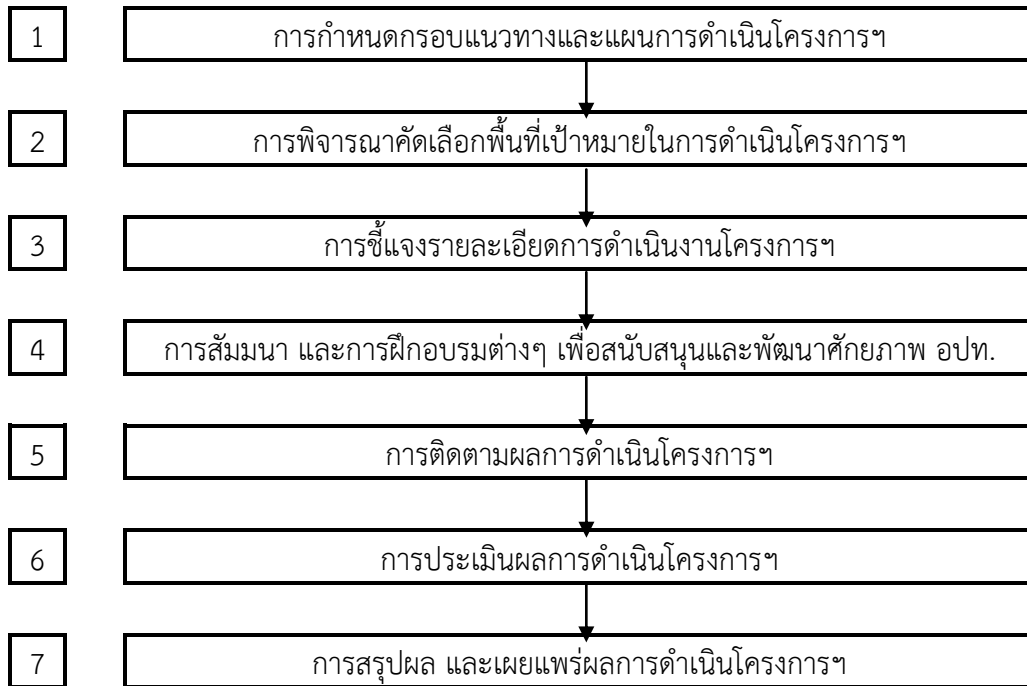 1 การกำหนดกรอบแนวทางและแผนการดำเนินโครงการฯ
2 การพิจารณาคัดเลือกพื้นที่เป้าหมายในการดำเนินโครงการฯ
3 การชี้แจงรายละเอียดการดำเนินงานโครงการฯ
4 การสัมมนา และการฝึกอบรมต่างๆ เพื่อสนับสนุนและพัฒนาศักยภาพ อปท.
5 การติดตามผลการดำเนินโครงการฯ
6 การประเมินผลการดำเนินโครงการฯ
7 การสรุปผล และเผยแพร่ผลการดำเนินโครงการฯ